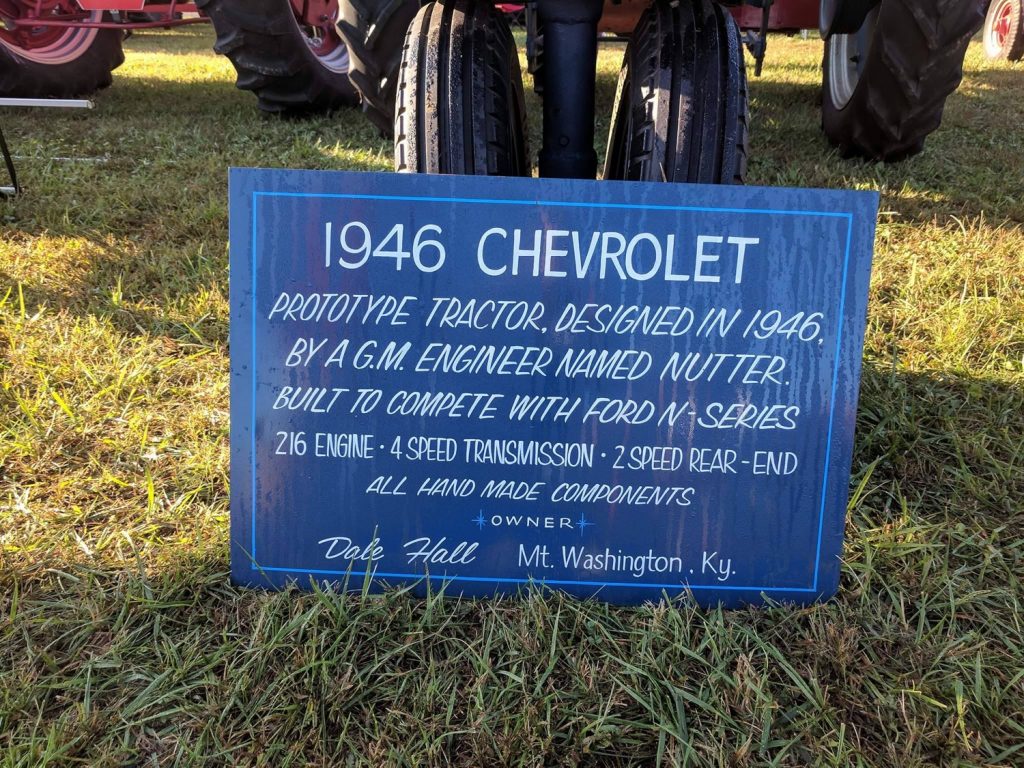 1946 CHEVROLET
PROTOTYPE TRACTOR, DESIGNED IN 1946,
BY A G.M. ENGINEER NAMED NUTTER.
BUILT TO COMPETE WITH FORD N-SERIES
216 ENGINE · 4 SPEED TRANSMISSION · 2 SPEED REAR-END
ALL HAND MADE COMPONENTS
OWNER
Dale Hall Mt. Washington, Ky.